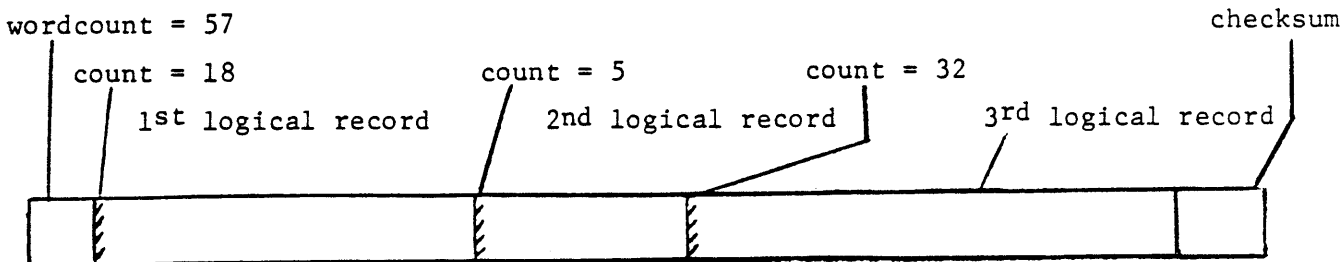 wordcount = 57 checksum
count = 18 count = 5 count = 32
1st logical record 2nd logical record 3rd logical record